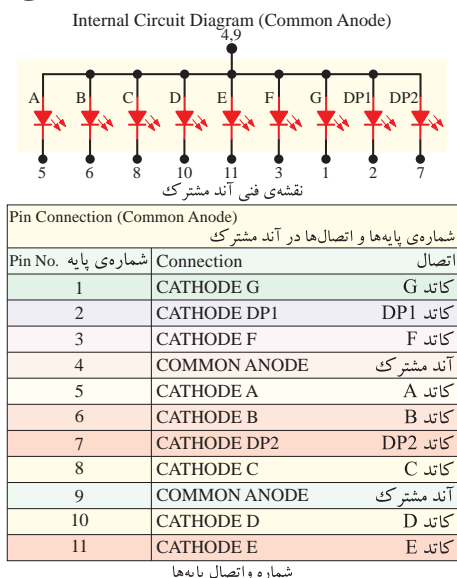 Internal Circuit Diagram (Common Anode)
4,9
A B C D E F G DP1 DP2
5 6 8 10 11 3 1 2 7
نقشه‌ی فنی آند مشترک
Pin Connection (Common Anode)
شماره‌ی پایه‌ها و اتصال‌ها در آند مشترک
Pin No. شماره‌ی پایه Connection اتصال
1 CATHODE G کاتد G
2 CATHODE DP1 کاتد DP1
3 CATHODE F کاتد F
4 COMMON ANODE آند مشترک
5 CATHODE A کاتد A
6 CATHODE B کاتد B
7 CATHODE DP2 کاتد DP2
8 CATHODE C کاتد C
9 COMMON ANODE آند مشترک
10 CATHODE D کاتد D
11 CATHODE E کاتد E
شماره واتصال پایه‌ها